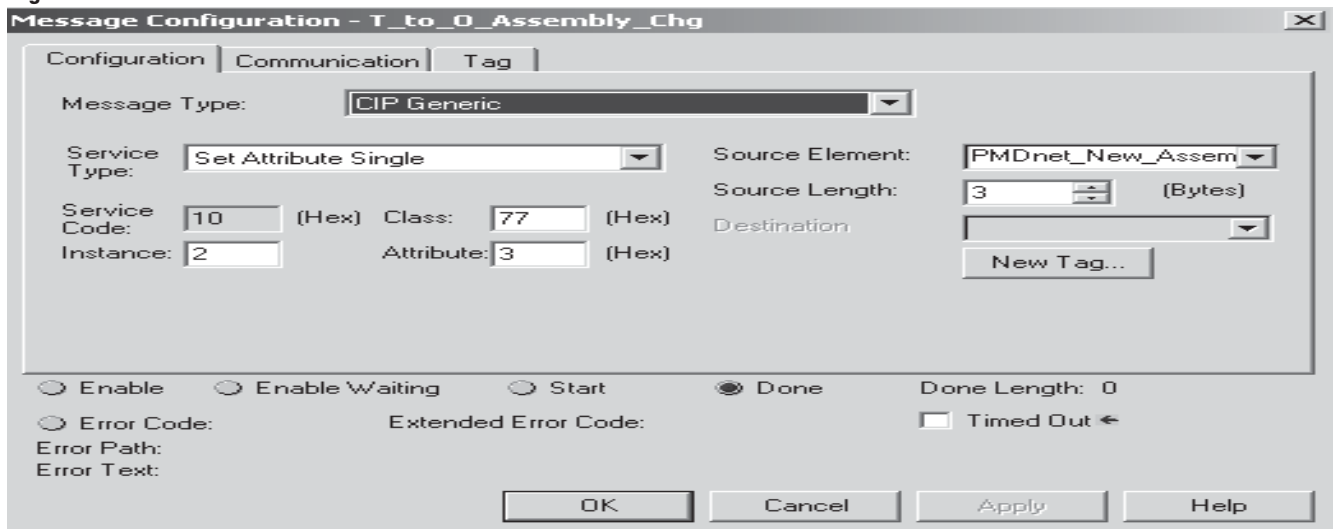 Message Configuration - T_to_O_Assembly_Chg
Configuration Communication Tag
Message Type: CIP Generic
Service Type: Set Attribute Single
Service Code: 10 (Hex) Class: 77 (Hex)
Instance: 2 Attribute: 3 (Hex)
Source Element: PMDnet_New_Assem
Source Length: 3 (Bytes)
Destination
New Tag...
Enable Enable Waiting Start Done Done Length: 0
Error Code: Extended Error Code: Timed Out
Error Path:
Error Text:
OK Cancel Apply Help